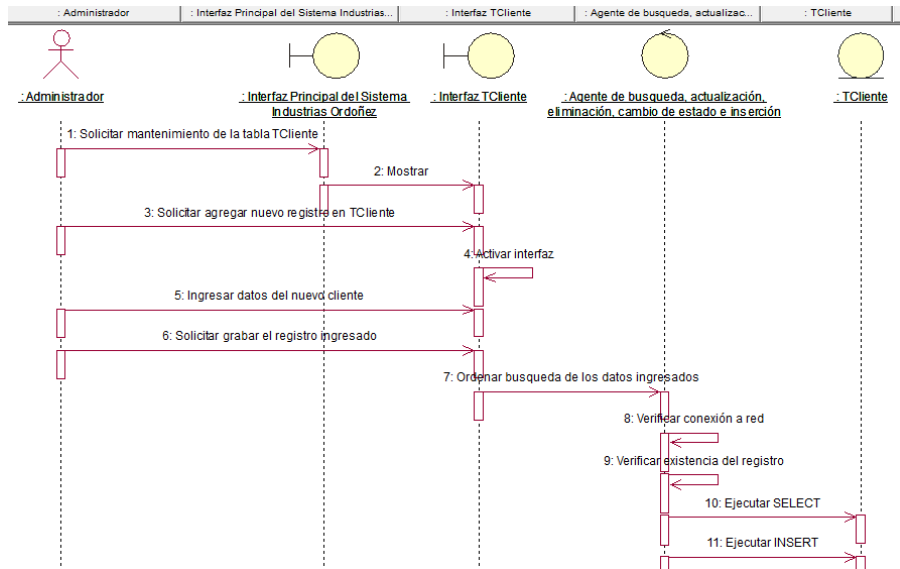 : Administrador
: Interfaz Principal del Sistema Industrias...
: Interfaz TCliente
: Agente de busqueda, actualizac...
: TCliente
: Administrador
: Interfaz Principal del Sistema
Industrias Ordoñez
: Interfaz TCliente
: Agente de busqueda, actualización,
eliminación, cambio de estado e inserción
: TCliente
1: Solicitar mantenimiento de la tabla TCliente
2: Mostrar
3: Solicitar agregar nuevo registro en TCliente
4: Activar interfaz
5: Ingresar datos del nuevo cliente
6: Solicitar grabar el registro ingresado
7: Ordenar busqueda de los datos ingresados
8: Verificar conexión a red
9: Verificar existencia del registro
10: Ejecutar SELECT
11: Ejecutar INSERT